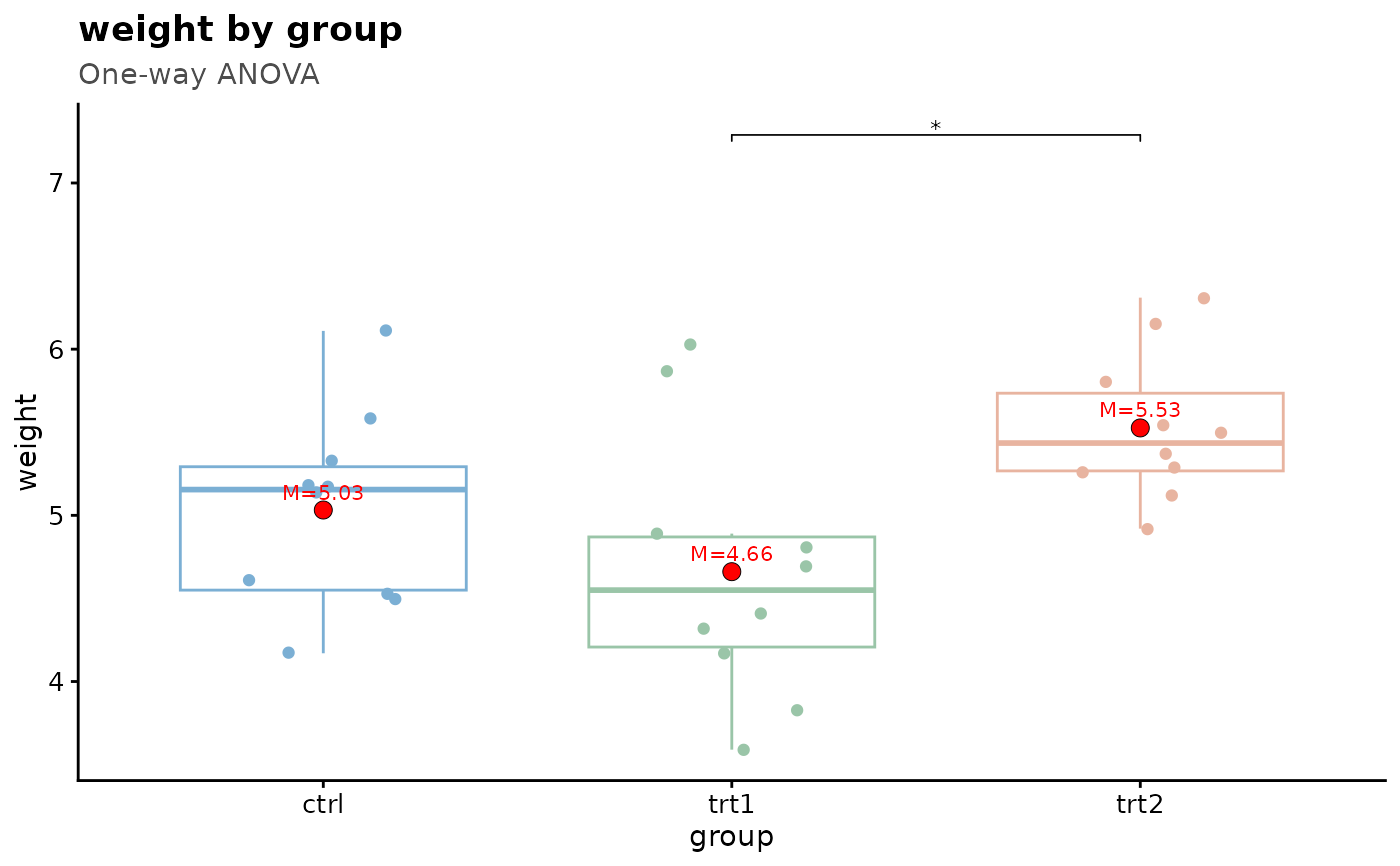 weight by group
One-way ANOVA
*
7
6
5
4
weight
M=5.03
M=4.66
M=5.53
ctrl
trt1
trt2
group